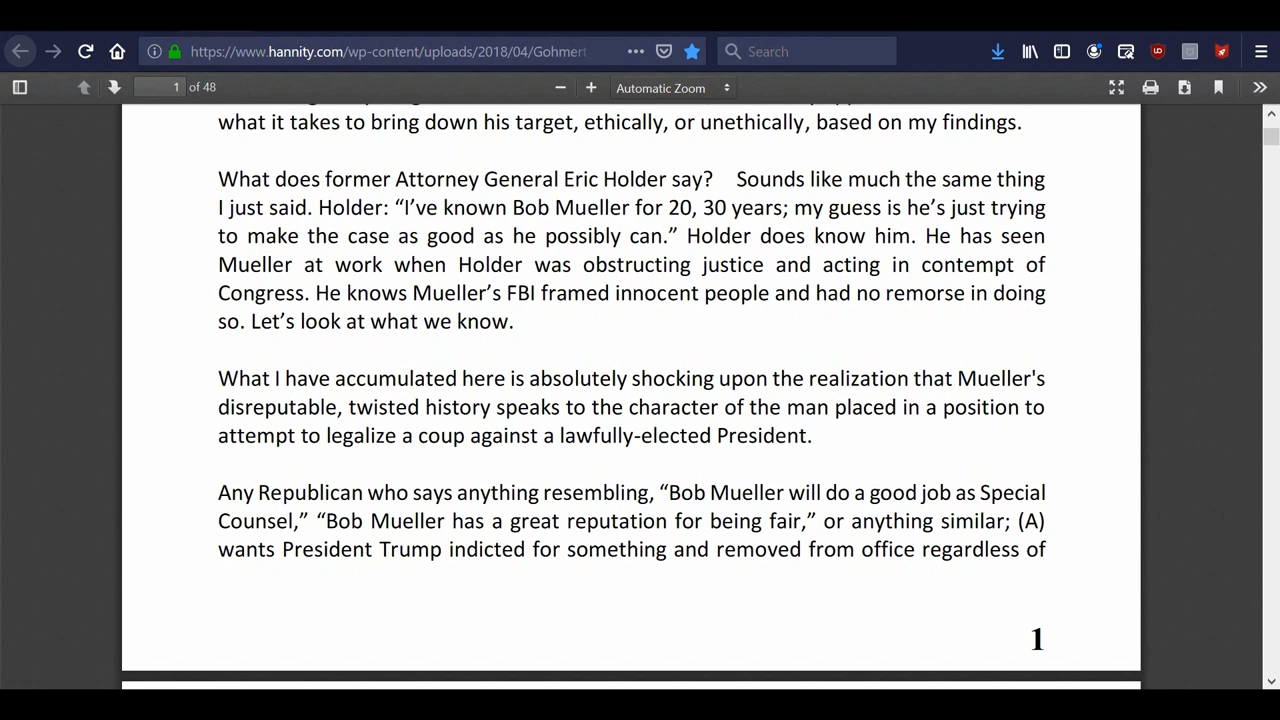 https://www.hannity.com/wp-content/uploads/2018/04/Gohmert
Search
1 of 48
Automatic Zoom
what it takes to bring down his target, ethically, or unethically, based on my findings.
What does former Attorney General Eric Holder say? Sounds like much the same thing
I just said. Holder: “I’ve known Bob Mueller for 20, 30 years; my guess is he’s just trying
to make the case as good as he possibly can.” Holder does know him. He has seen
Mueller at work when Holder was obstructing justice and acting in contempt of
Congress. He knows Mueller’s FBI framed innocent people and had no remorse in doing
so. Let’s look at what we know.
What I have accumulated here is absolutely shocking upon the realization that Mueller's
disreputable, twisted history speaks to the character of the man placed in a position to
attempt to legalize a coup against a lawfully-elected President.
Any Republican who says anything resembling, “Bob Mueller will do a good job as Special
Counsel,” “Bob Mueller has a great reputation for being fair,” or anything similar; (A)
wants President Trump indicted for something and removed from office regardless of
1